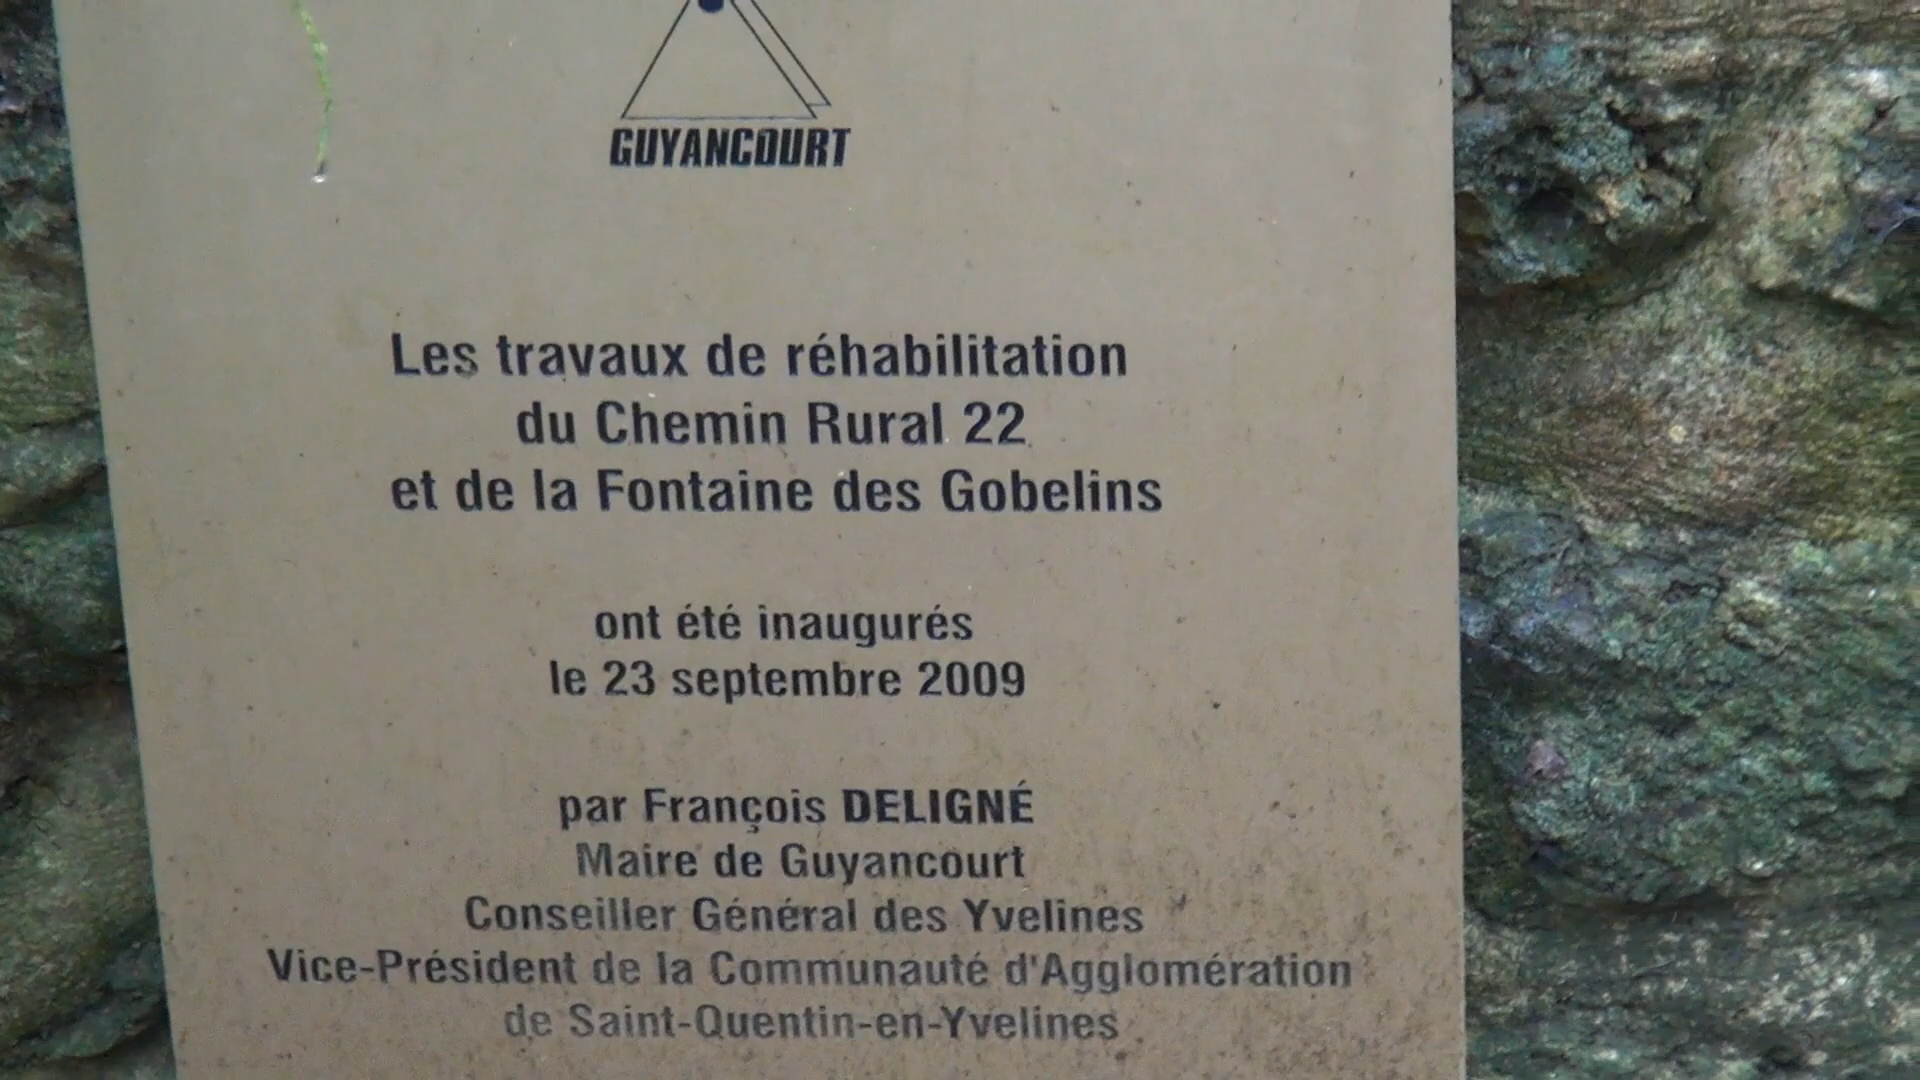 GUYANCOURT
Les travaux de réhabilitation
du Chemin Rural 22
et de la Fontaine des Gobelins
ont été inaugurés
le 23 septembre 2009
par François DELIGNÉ
Maire de Guyancourt
Conseiller Général des Yvelines
Vice-Président de la Communauté d'Agglomération
de Saint-Quentin-en-Yvelines